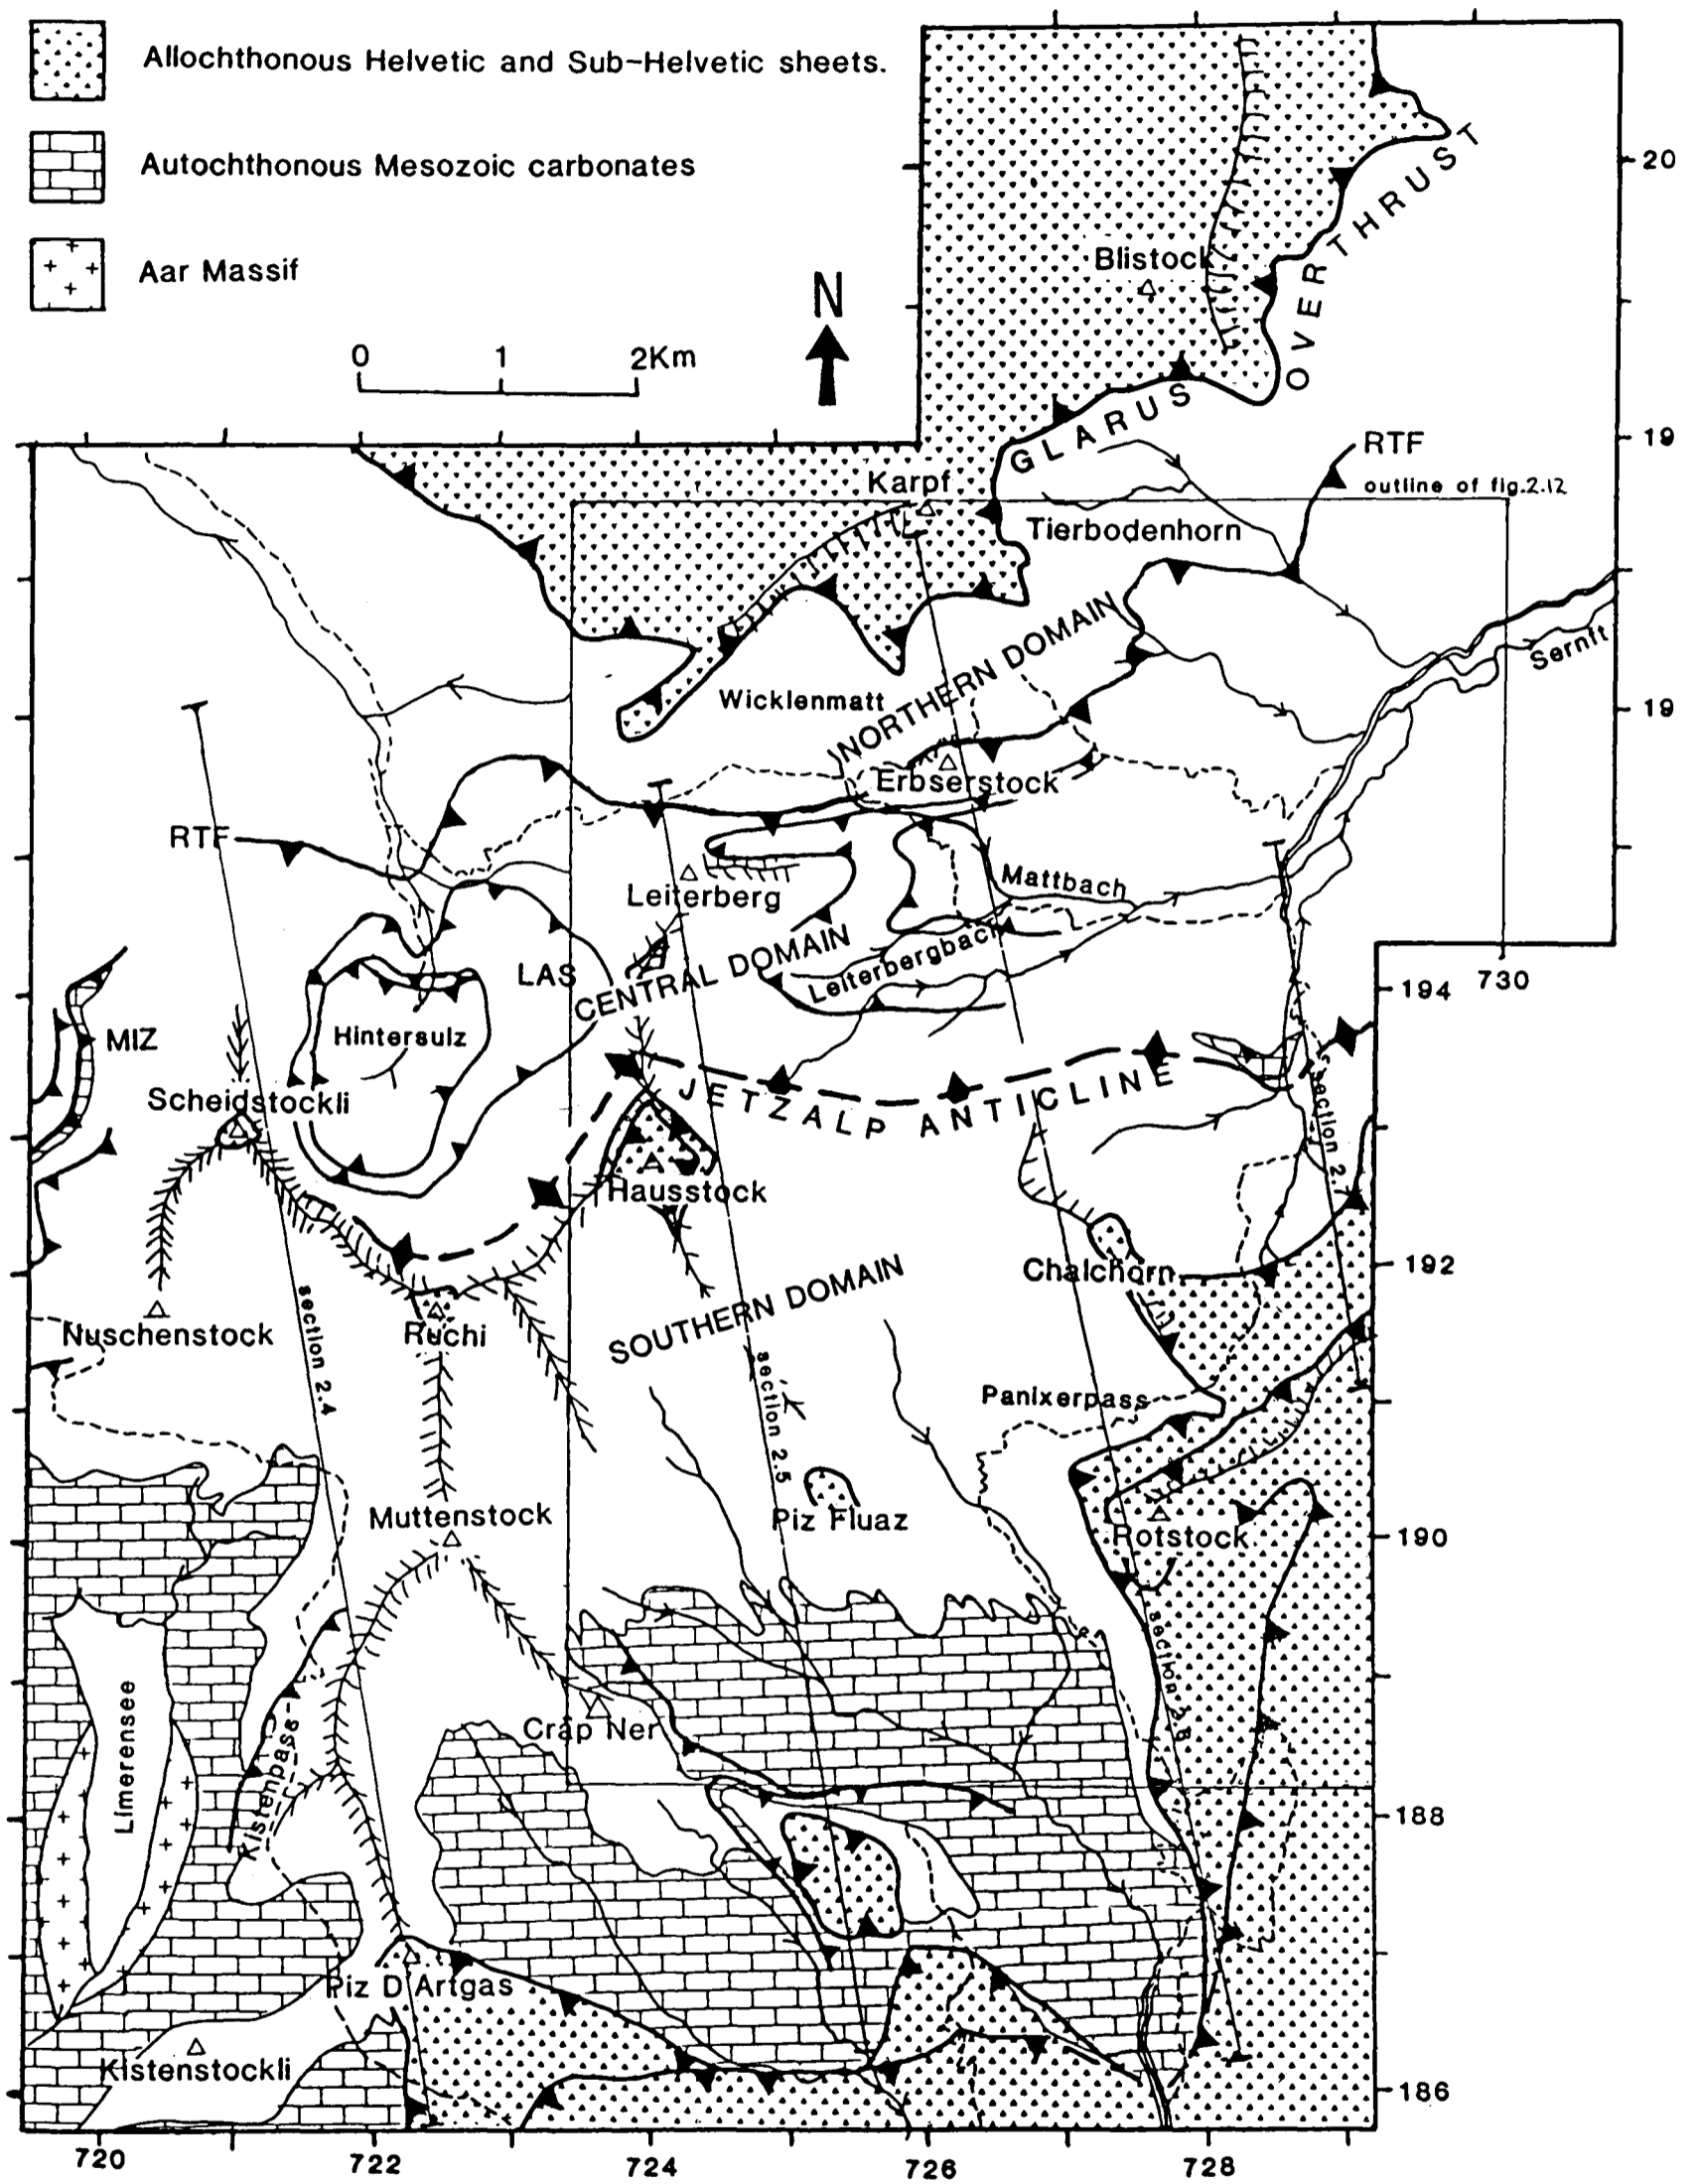 Allochthonous Helvetic and Sub-Helvetic sheets.
Autochthonous Mesozoic carbonates
Aar Massif
N
0 1 2Km
20
Blistock
GLARUS OVERTHRUST
19
RTF
outline of fig.2.12
Karpf
Tierbodenhorn
Sernft
NORTHERN DOMAIN
Wicklenmatt
19
Erbserstock
RTF
Leiterberg
Mattbach
CENTRAL DOMAIN
Leiterbergbach
LAS
194
730
MIZ
Hintersulz
JETZALP ANTICLINE
section 2.7
Scheidstockli
Hausstock
Chalchorn
192
SOUTHERN DOMAIN
section 2.4
Nuschenstock
Ruchi
section 2.5
Panixerpass
Muttenstock
Piz Fluaz
Rotstock
190
section 2.6
Limerensee
Kistenpass
Crap Ner
188
Piz D Artgas
Kistenstockli
186
720
722
724
726
728